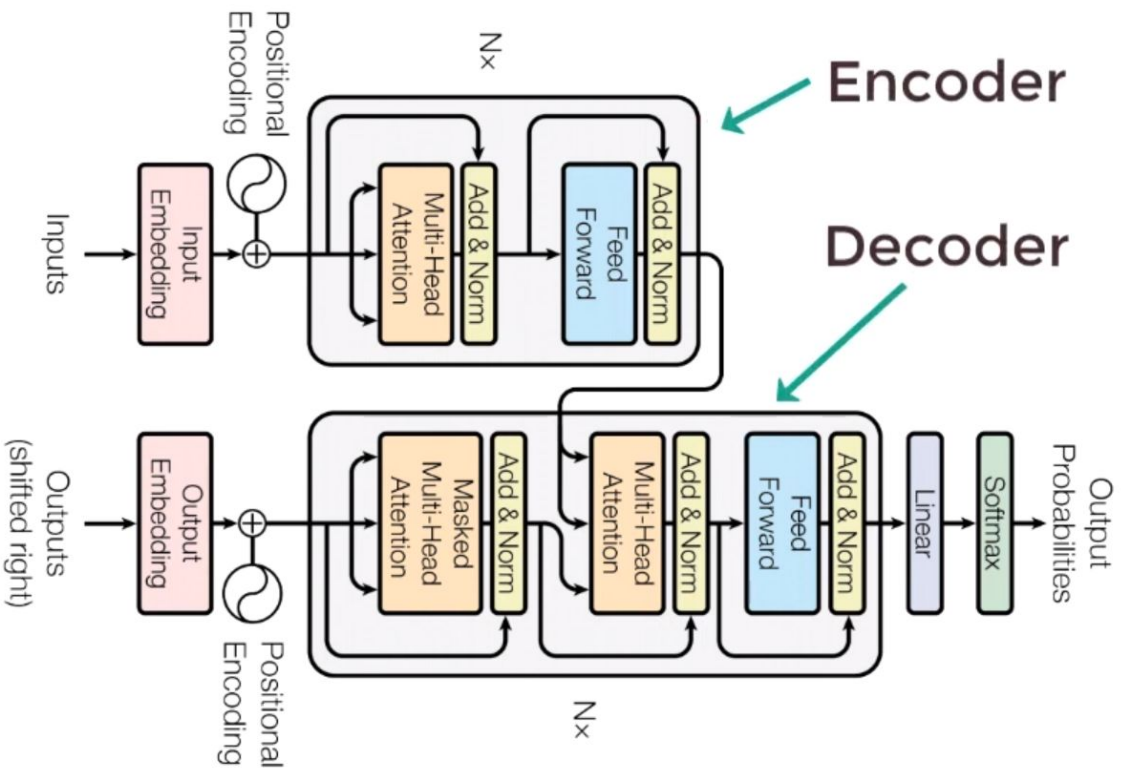 Positional
Encoding
Nx
Encoder
Inputs
Input
Embedding
Multi-Head
Attention
Add & Norm
Feed
Forward
Add & Norm
Decoder
Outputs
(shifted right)
Output
Embedding
Positional
Encoding
Masked
Multi-Head
Attention
Add & Norm
Multi-Head
Attention
Add & Norm
Feed
Forward
Add & Norm
Nx
Linear
Softmax
Output
Probabilities